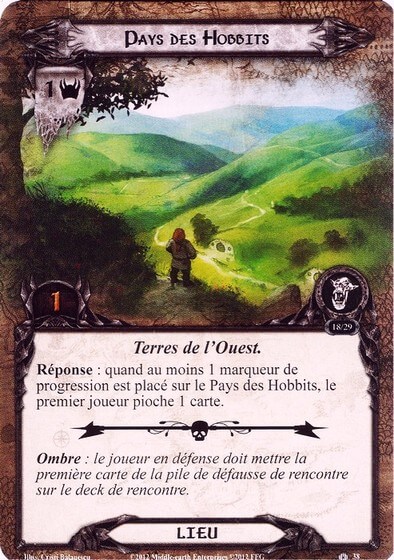 PAYS DES HOBBITS
1
1
18/29
Terres de l'Ouest.
Réponse : quand au moins 1 marqueur de
progression est placé sur le Pays des Hobbits, le
premier joueur pioche 1 carte.
Ombre : le joueur en défense doit mettre la
première carte de la pile de défausse de rencontre
sur le deck de rencontre.
LIEU
Illus. Cristi Balanescu ©2012 Middle-earth Enterprises ©2012 FFG 38